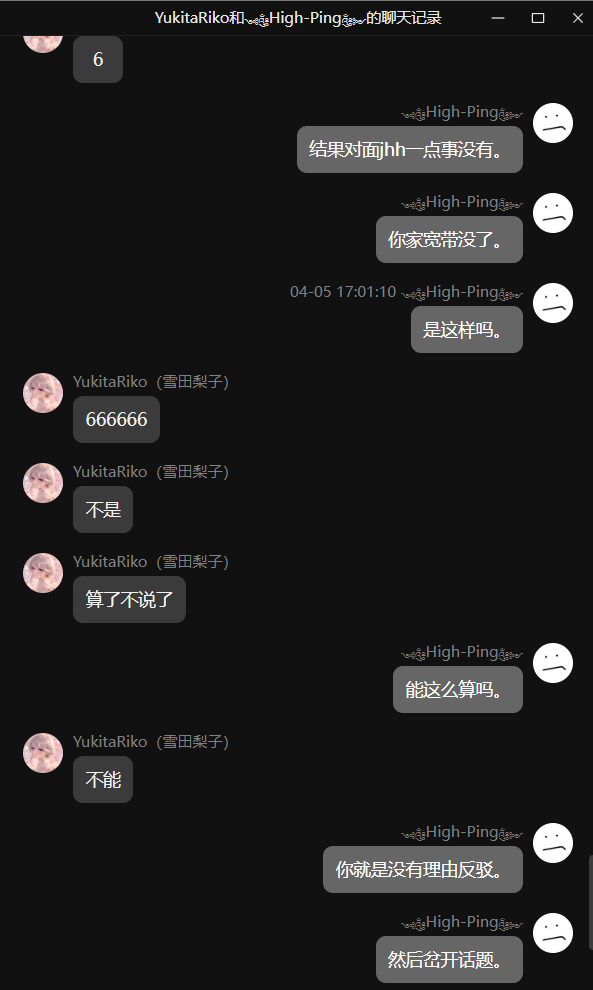 YukitaRiko和༺High-Ping༻的聊天记录
6
༺High-Ping༻
结果对面jhh一点事没有。
༺High-Ping༻
你家宽带没了。
04-05 17:01:10 ༺High-Ping༻
是这样吗。
YukitaRiko（雪田梨子）
666666
YukitaRiko（雪田梨子）
不是
YukitaRiko（雪田梨子）
算了不说了
༺High-Ping༻
能这么算吗。
YukitaRiko（雪田梨子）
不能
༺High-Ping༻
你就是没有理由反驳。
༺High-Ping༻
然后岔开话题。